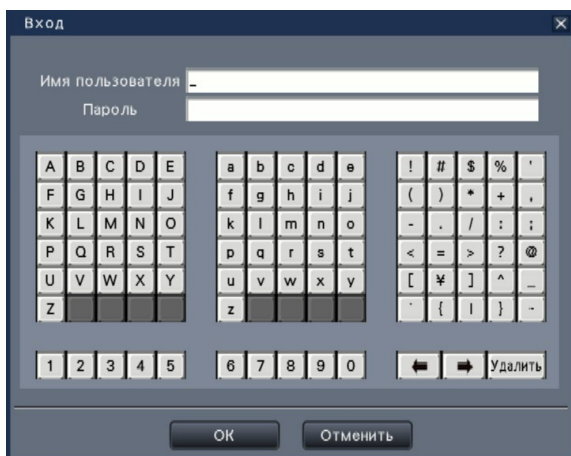 Вход
Имя пользователя _
Пароль
A B C D E a b c d e ! # $ % '
F G H I J f g h i j ( ) * + ,
K L M N O k l m n o - . / : ;
P Q R S T p q r s t < = > ? @
U V W X Y u v w x y [ ¥ ] ^ _
Z z ` { | } ~
1 2 3 4 5 6 7 8 9 0 ⬅ ➡ Удалить
OK Отменить